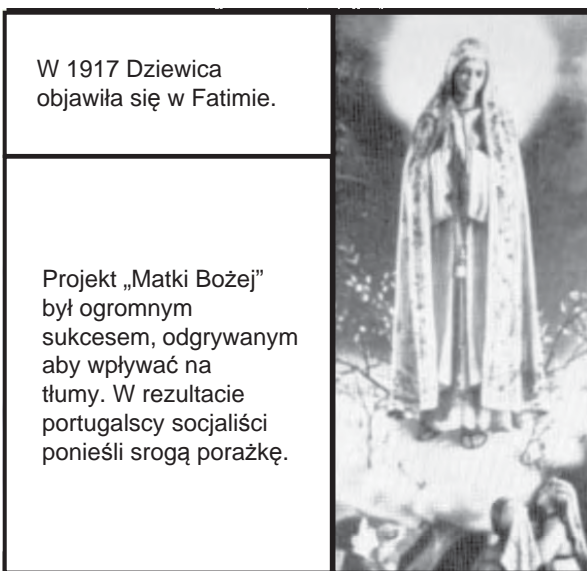 W 1917 Dziewica
objawiła się w Fatimie.
Projekt „Matki Bożej”
był ogromnym
sukcesem, odgrywanym
aby wpływać na
tłumy. W rezultacie
portugalscy socjaliści
ponieśli srogą porażkę.